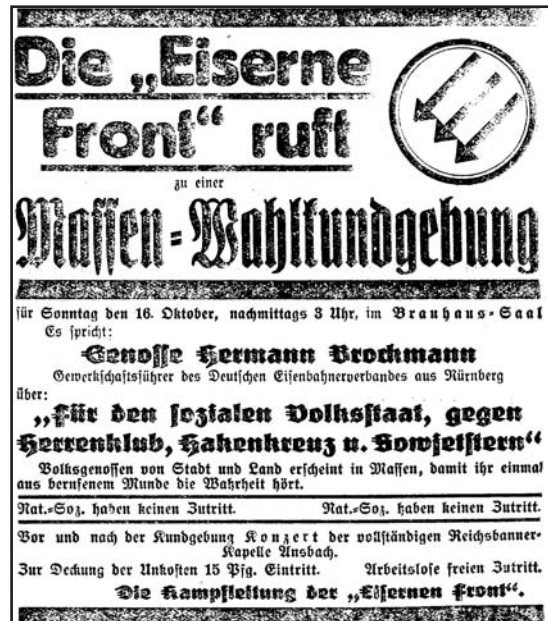 Die „Eiserne
Front“ ruft
zu einer
Massen-Wahlkundgebung
für Sonntag den 16. Oktober, nachmittags 3 Uhr, im Brauhaus-Saal
Es spricht:
Genosse Hermann Brockmann
Gewerkschaftsführer des Deutschen Eisenbahnerverbandes aus Nürnberg
über:
„Für den sozialen Volksstaat, gegen
Herrenklub, Hakenkreuz u. Sowjetstern“
Volksgenossen von Stadt und Land erscheint in Massen, damit ihr einmal
aus berufenem Munde die Wahrheit hört.
Nat.-Soz. haben keinen Zutritt. Nat.-Soz. haben keinen Zutritt.
Vor und nach der Kundgebung Konzert der vollständigen Reichsbanner-
Kapelle Ansbach.
Zur Deckung der Unkosten 15 Pfg. Eintritt. Arbeitslose freien Zutritt.
Die Kampfleitung der „Eisernen Front“.